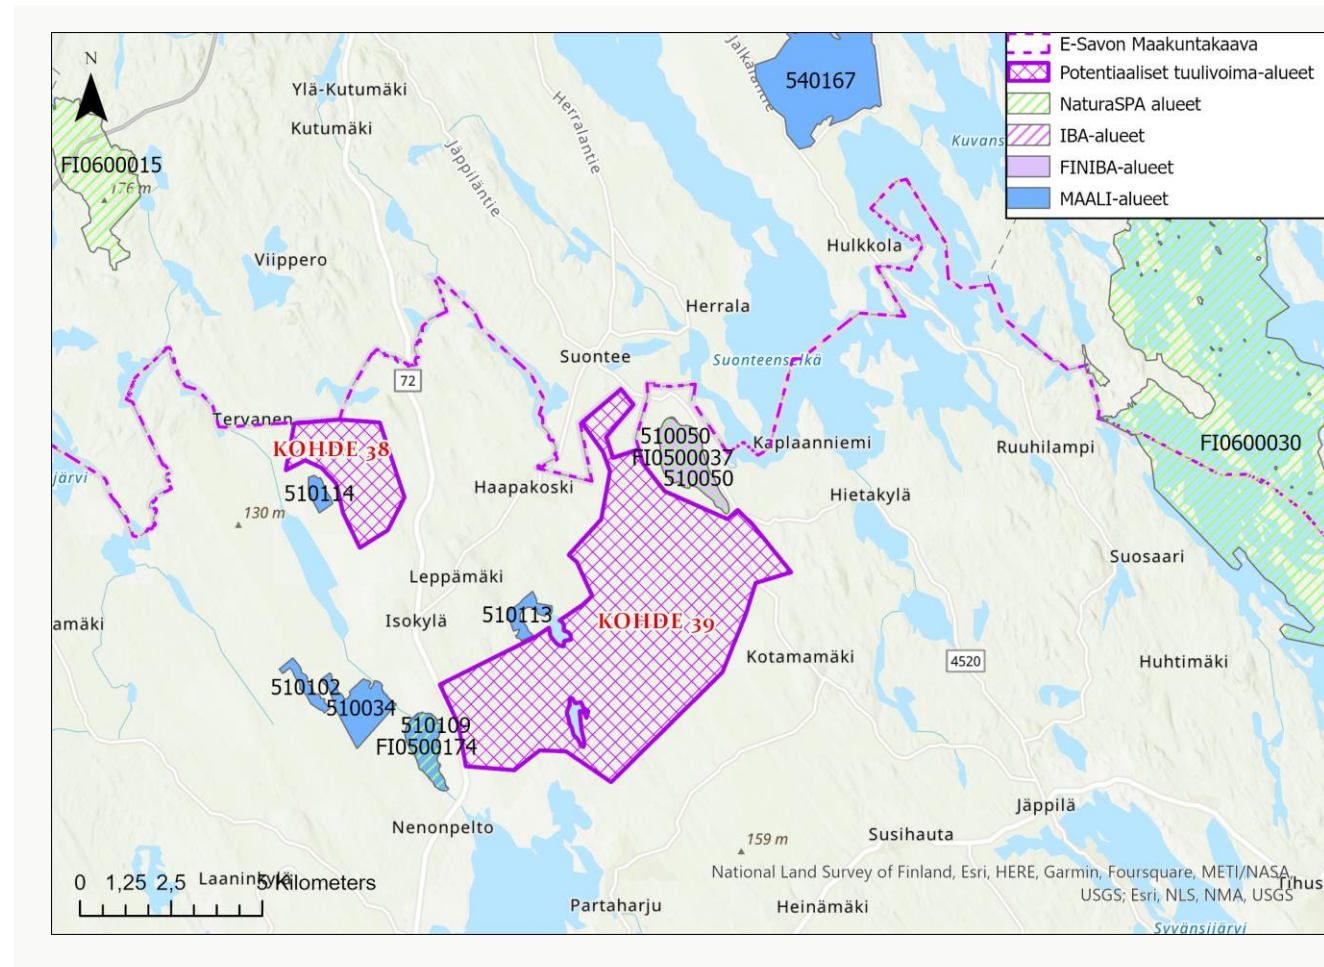 E-Savon Maakuntakaava
Potentiaaliset tuulivoima-alueet
NaturaSPA alueet
IBA-alueet
FINIBA-alueet
MAALI-alueet
N
Jalkalantie
540167
Ylä-Kutumäki
Kutumäki
Herralantie
Jäppiläntie
Kuvans
FI0600015
176 m
Viippero
Hulkkola
Herrala
Suontee
Suonteenselkä
72
Tervanen
KOHDE 38
510050
FI0500037
510050
Kaplaanniemi
Ruuhilampi
FI0600030
järvi
510114
Haapakoski
Hietakylä
130 m
Leppämäki
Suosaari
510113
Isokylä
KOHDE 39
amäki
Kotamamäki
4520
Huhtimäki
510102
510034
510109
FI0500174
Nenonpelto
Jäppilä
Susihauta
159 m
0 1,25 2,5 5 Kilometers
Laaninkylä
National Land Survey of Finland, Esri, HERE, Garmin, Foursquare, METI/NASA,
USGS; Esri, NLS, NMA, USGS
Tihus
Partaharju
Heinämäki
Syvänsijärvi